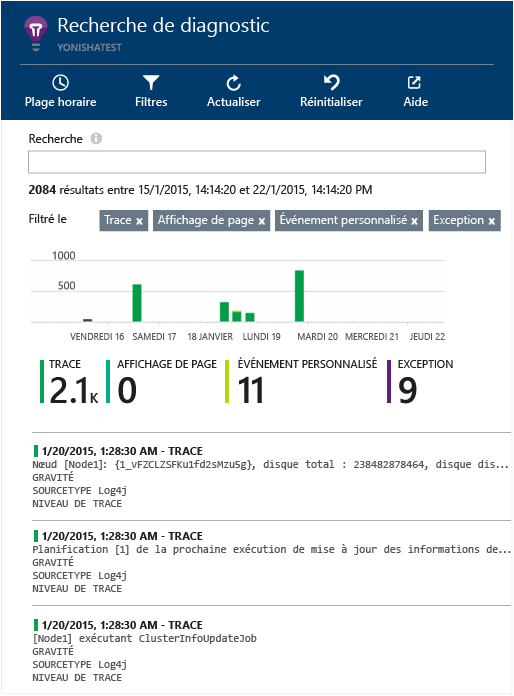 Recherche de diagnostic
YONISHATEST
Plage horaire Filtres Actualiser Réinitialiser Aide
Recherche
2084 résultats entre 15/1/2015, 14:14:20 et 22/1/2015, 14:14:20 PM
Filtré le Trace x Affichage de page x Événement personnalisé x Exception x
1000
500
VENDREDI 16 SAMEDI 17 18 JANVIER LUNDI 19 MARDI 20 MERCREDI 21 JEUDI 22
TRACE AFFICHAGE DE PAGE ÉVÉNEMENT PERSONNALISÉ EXCEPTION
2.1K 0 11 9
1/20/2015, 1:28:30 AM - TRACE
Nœud [Node1]: {1_vFZCLZSFKu1fd2sMzu5g}, disque total : 238482878464, disque dis...
GRAVITÉ
SOURCETYPE Log4j
NIVEAU DE TRACE
1/20/2015, 1:28:30 AM - TRACE
Planification [1] de la prochaine exécution de mise à jour des informations de...
GRAVITÉ
SOURCETYPE Log4j
NIVEAU DE TRACE
1/20/2015, 1:28:30 AM - TRACE
[Node1] exécutant ClusterInfoUpdateJob
GRAVITÉ
SOURCETYPE Log4j
NIVEAU DE TRACE